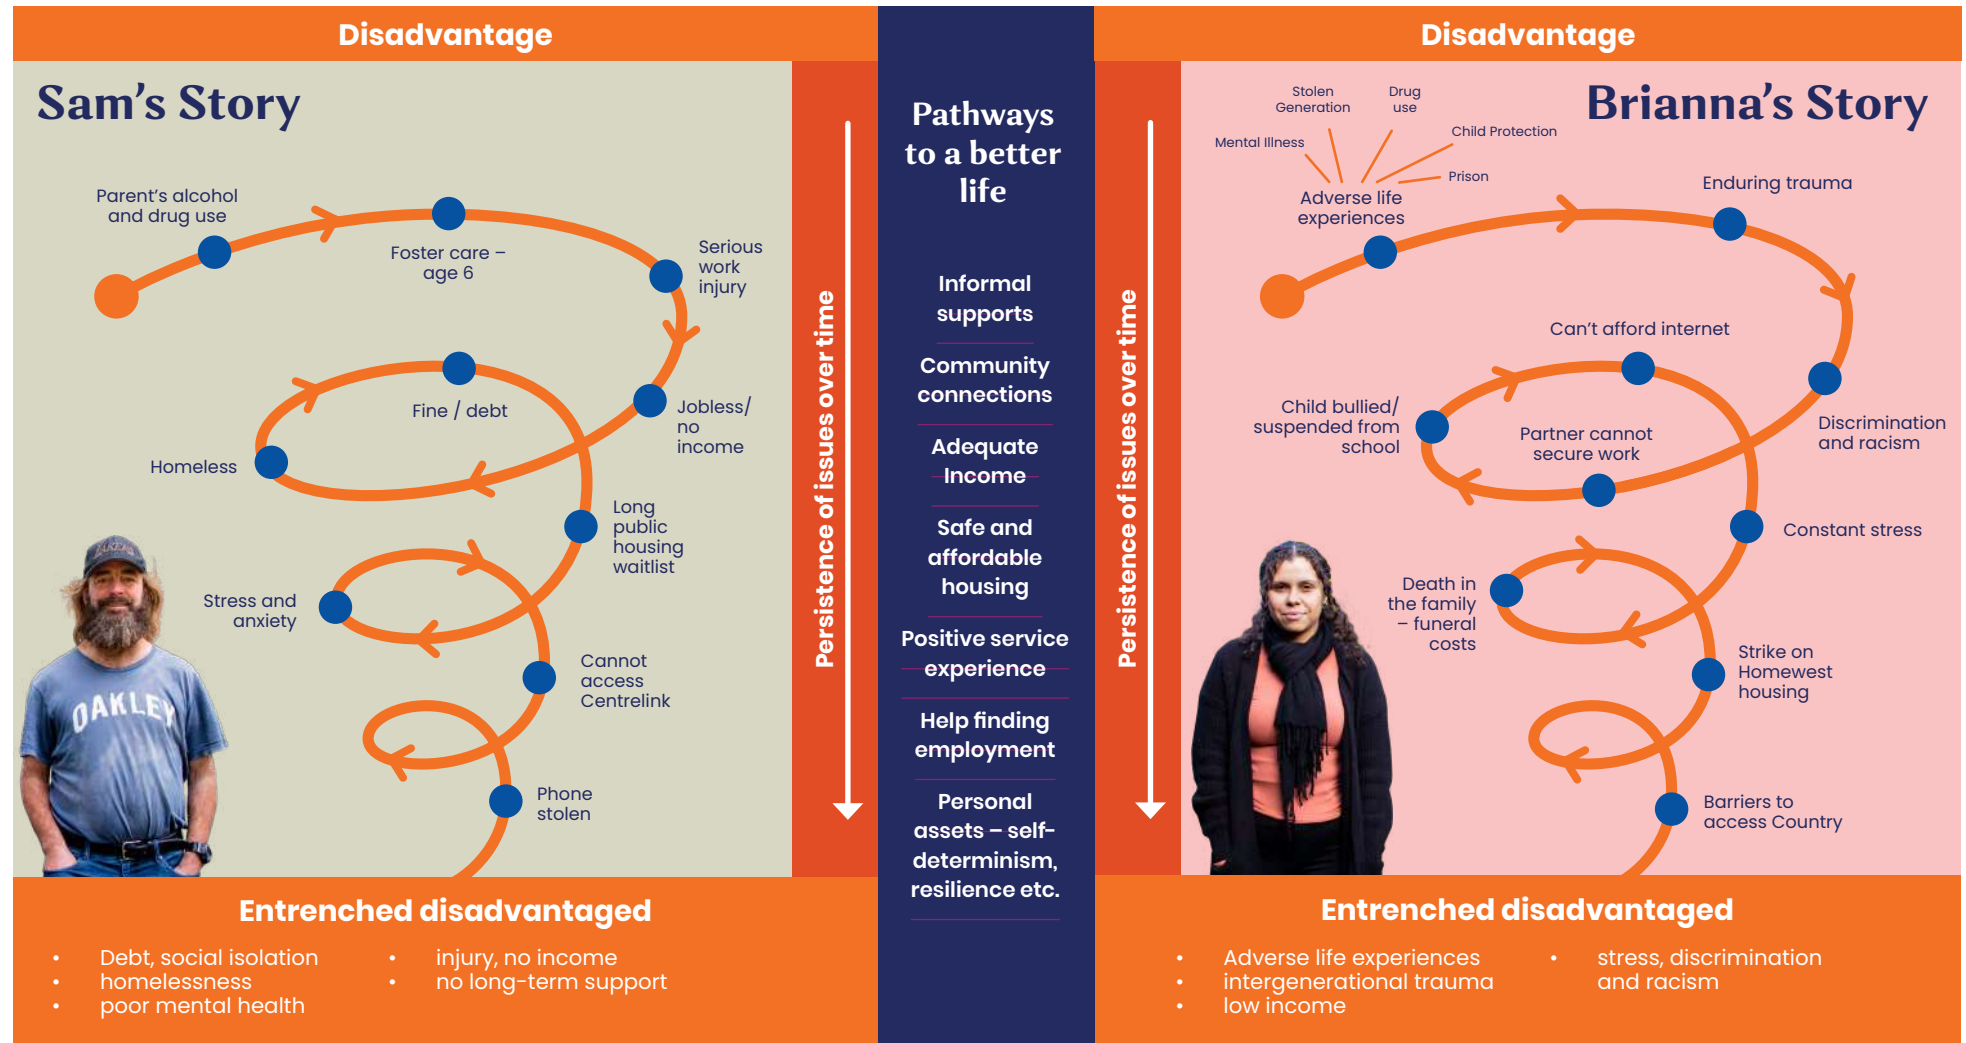 Disadvantage
Sam's Story
Parent's alcohol
and drug use
Foster care –
age 6
Serious
work
injury
Jobless/
no
income
Homeless
Fine / debt
Long
public
housing
waitlist
Stress and
anxiety
Cannot
access
Centrelink
Phone
stolen
OAKLEY
Persistence of issues over time
Entrenched disadvantaged
• Debt, social isolation
• homelessness
• poor mental health
• injury, no income
• no long-term support
Pathways
to a better
life
Informal
supports
Community
connections
Adequate
Income
Safe and
affordable
housing
Positive service
experience
Help finding
employment
Personal
assets – self-
determinism,
resilience etc.
Disadvantage
Persistence of issues over time
Brianna's Story
Stolen
Generation
Drug
use
Mental Illness
Child Protection
Prison
Adverse life
experiences
Enduring trauma
Discrimination
and racism
Partner cannot
secure work
Child bullied/
suspended from
school
Can't afford internet
Constant stress
Death in
the family
– funeral
costs
Strike on
Homewest
housing
Barriers to
access Country
Entrenched disadvantaged
• Adverse life experiences
• intergenerational trauma
• low income
• stress, discrimination
and racism